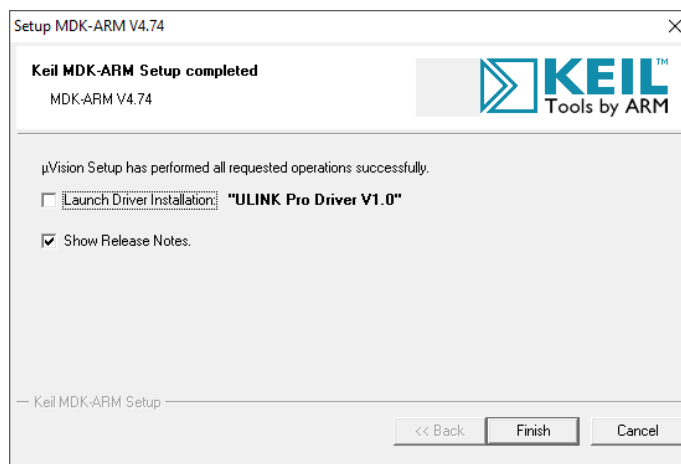 Setup MDK-ARM V4.74
Keil MDK-ARM Setup completed
MDK-ARM V4.74
KEIL™
Tools by ARM
µVision Setup has performed all requested operations successfully.
Launch Driver Installation: "ULINK Pro Driver V1.0"
Show Release Notes.
Keil MDK-ARM Setup
<< Back Finish Cancel